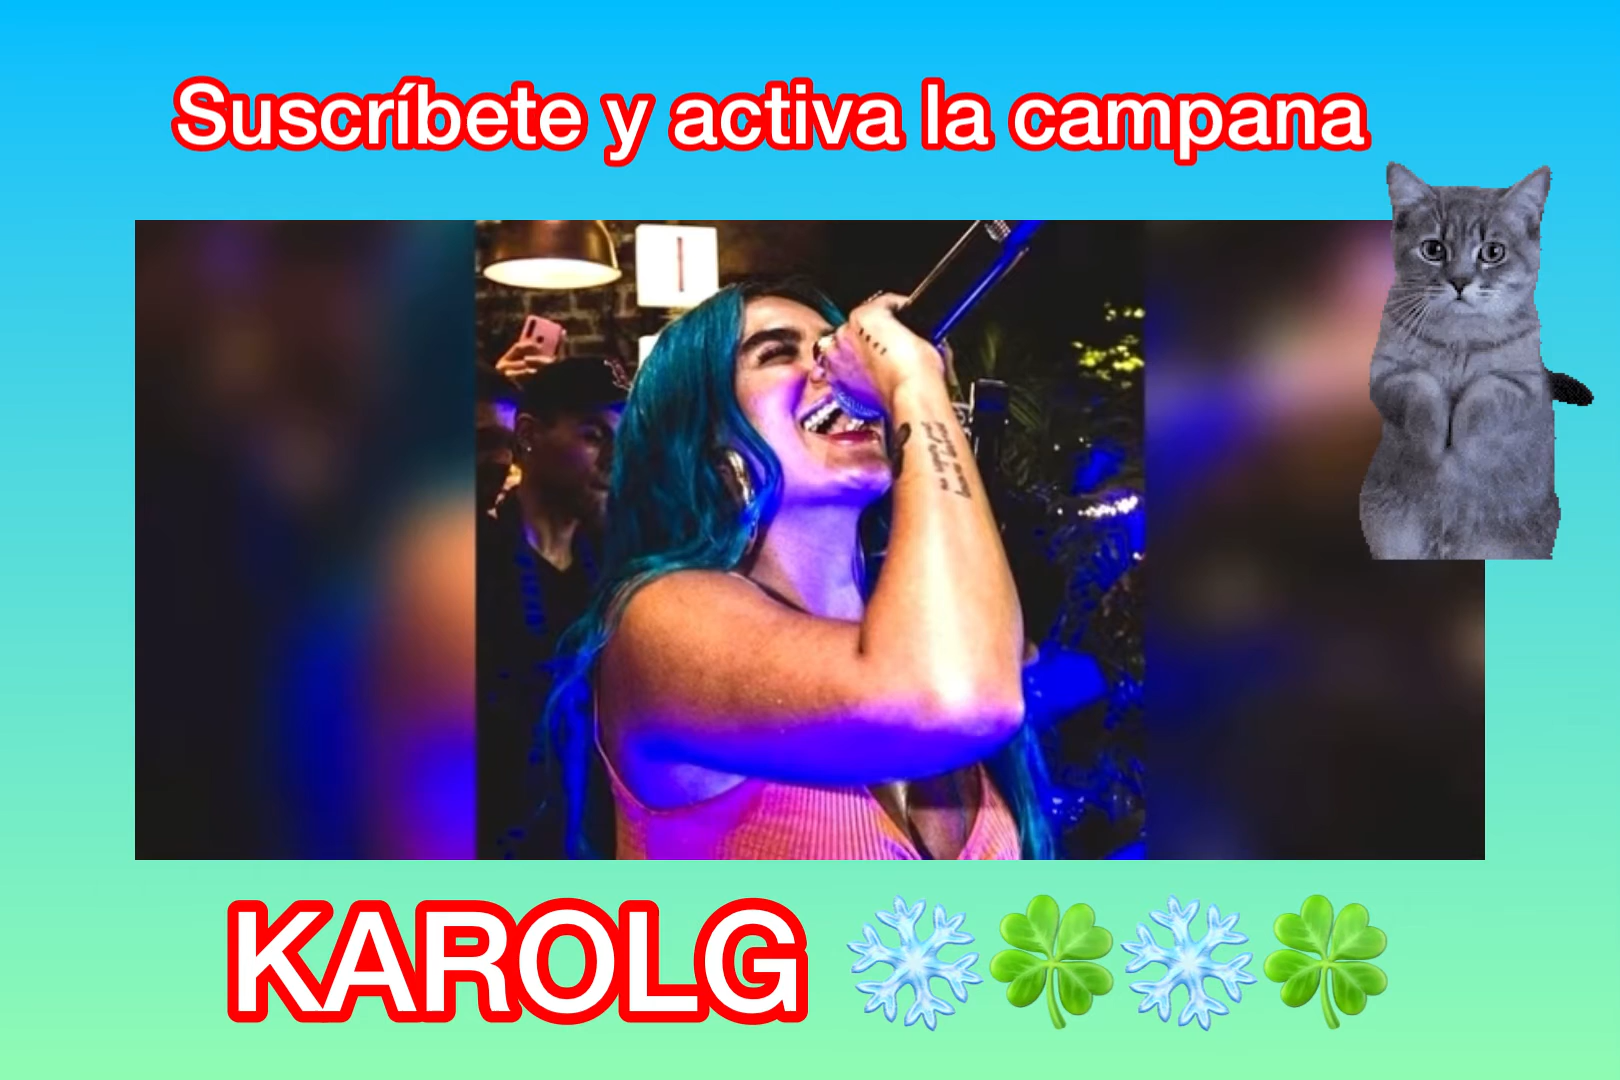 Suscríbete y activa la campana
KAROLG ❄️🍀❄️🍀